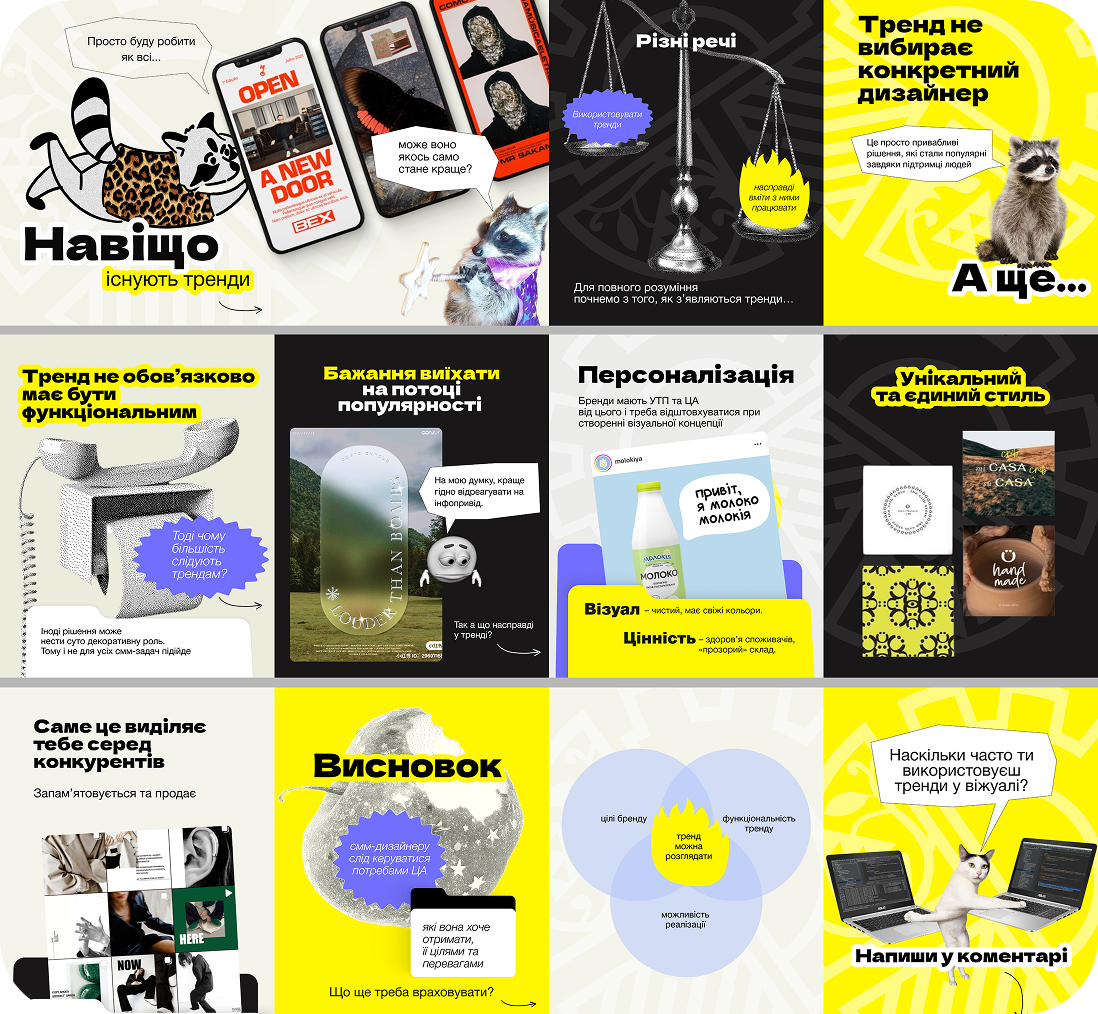 Просто буду робити
як всі...
OPEN
A NEW
DOOR
BEX
може воно
якось само
стане краще?
Навіщо
існують тренди
Різні речі
Використовувати
тренди
насправді
вміти з ними
працювати
Для повного розуміння
почнемо з того, як з’являються тренди…
Тренд не
вибирає
конкретний
дизайнер
Це просто привабливі
рішення, які стали популярні
завдяки підтримці людей
А ще...
Тренд не обов’язково
має бути
функціональним
Тоді чому
більшість
слідують
трендам?
Іноді рішення може
нести суто декоративну роль.
Тому і не для усіх смм-задач підійде
Бажання виїхати
на потоці
популярності
LOUDER THAN BOMBS
На мою думку, краще
гідно відреагувати на
інфопривід.
Так а що насправді
у тренді?
Персоналізація
Бренди мають УТП та ЦА
від цього і треба відштовхуватися при
створенні візуальної концепції
molokiya
привіт,
я молоко
молокія
МОЛОКІЯ
МОЛОКО
Візуал – чистий, має свіжі кольори.
Цінність – здоров’я споживачів,
«прозорий» склад.
Унікальний
та єдиний стиль
mi CASA
su CASA
hand
made
Саме це виділяє
тебе серед
конкурентів
Запам’ятовується та продає
HERE
NOW
Висновок
смм-дизайнеру
слід керуватися
потребами ЦА
які вона хоче
отримати,
її цілями та
перевагами
Що ще треба враховувати?
цілі бренду
функціональність
тренду
тренд
можна
розглядати
можливість
реалізації
Наскільки часто ти
використовуєш
тренди у віжуалі?
Напиши у коментарі